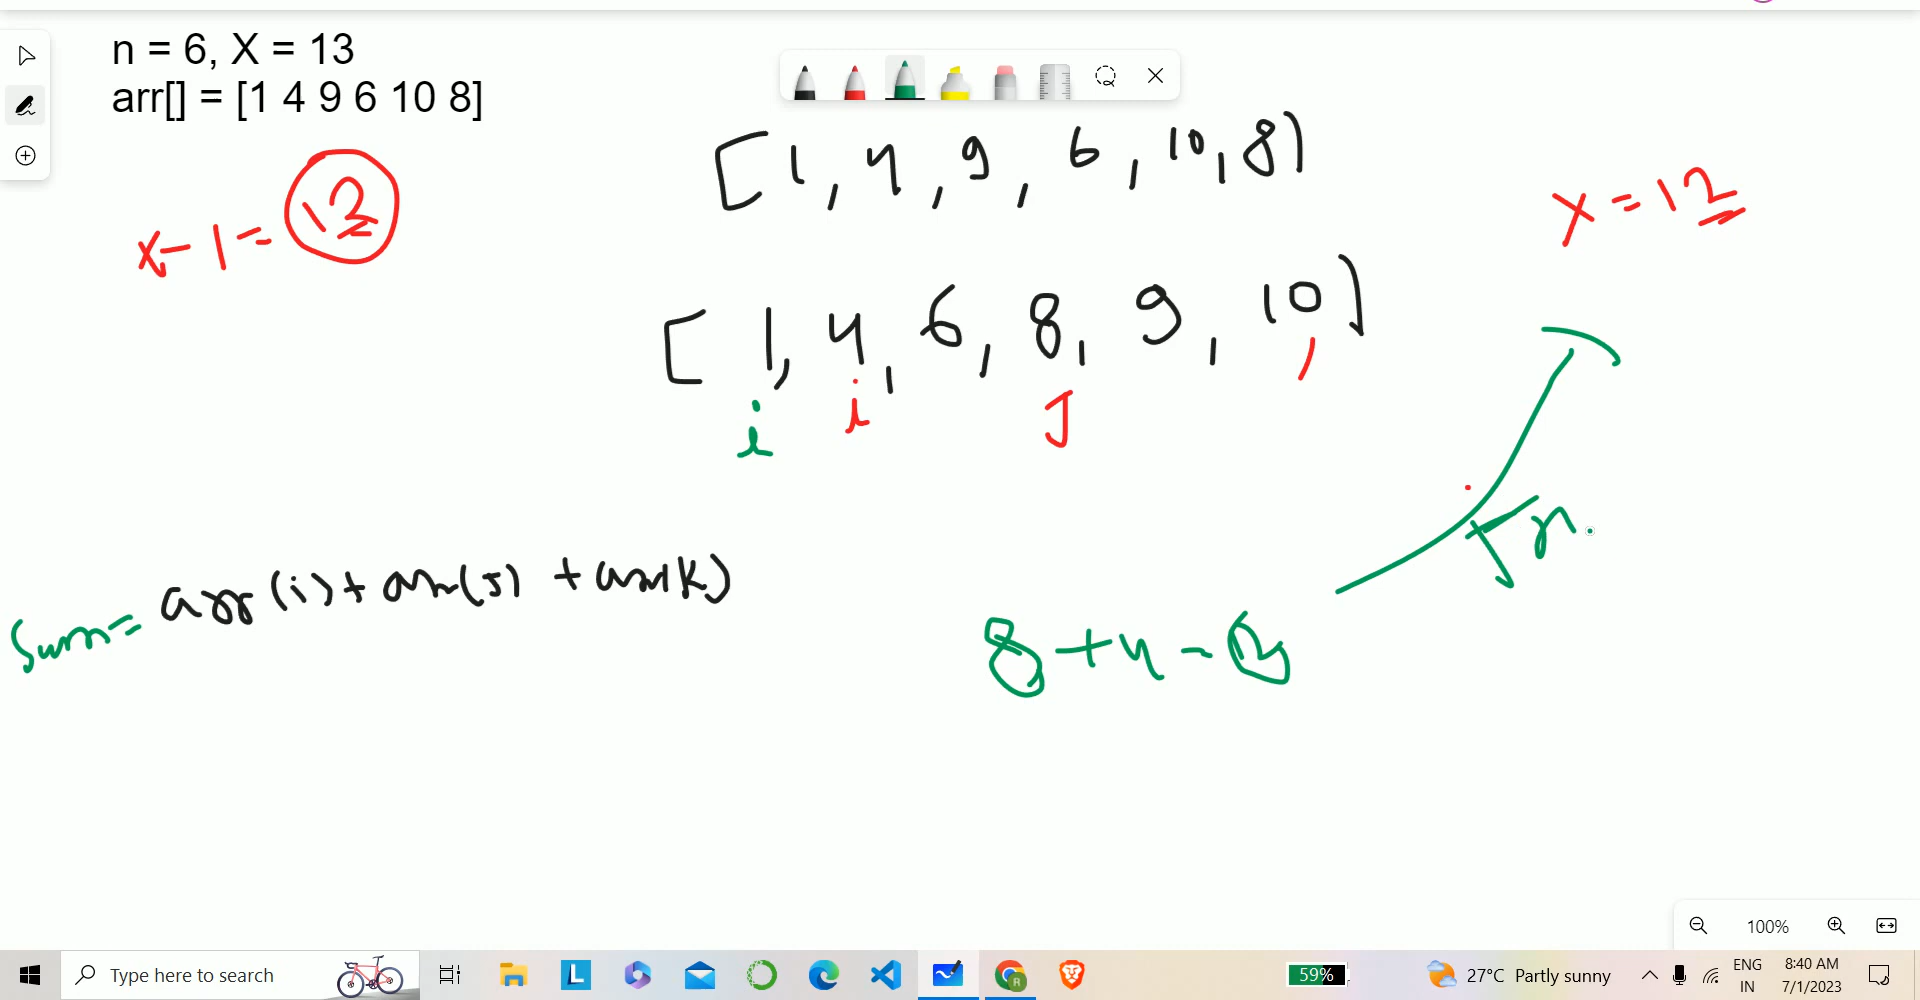 n = 6, X = 13
arr[] = [1 4 9 6 10 8]
[1, 4, 9, 6, 10, 8]
x - 1 = 12
X = 12
[1, 4, 6, 8, 9, 10]
,
i i J
Sum = arr(i) + arr(j) + arr(k)
8 + 4 - 12
100%
Type here to search
L
R
59%
27°C Partly sunny
ENG
IN
8:40 AM
7/1/2023